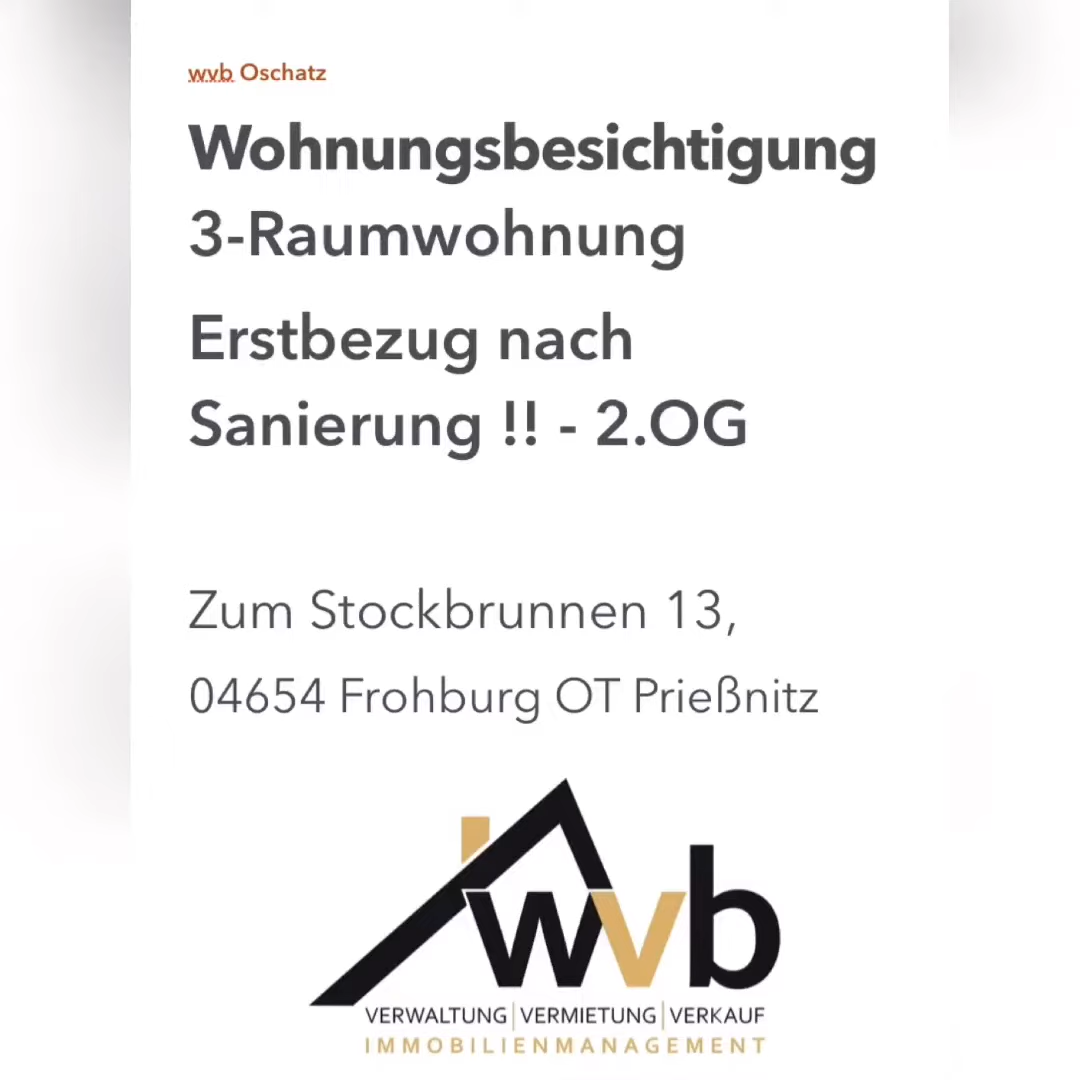 wvb Oschatz
Wohnungsbesichtigung
3-Raumwohnung
Erstbezug nach
Sanierung !! - 2.OG
Zum Stockbrunnen 13,
04654 Frohburg OT Prießnitz
wvb
VERWALTUNG | VERMIETUNG | VERKAUF
IMMOBILIENMANAGEMENT